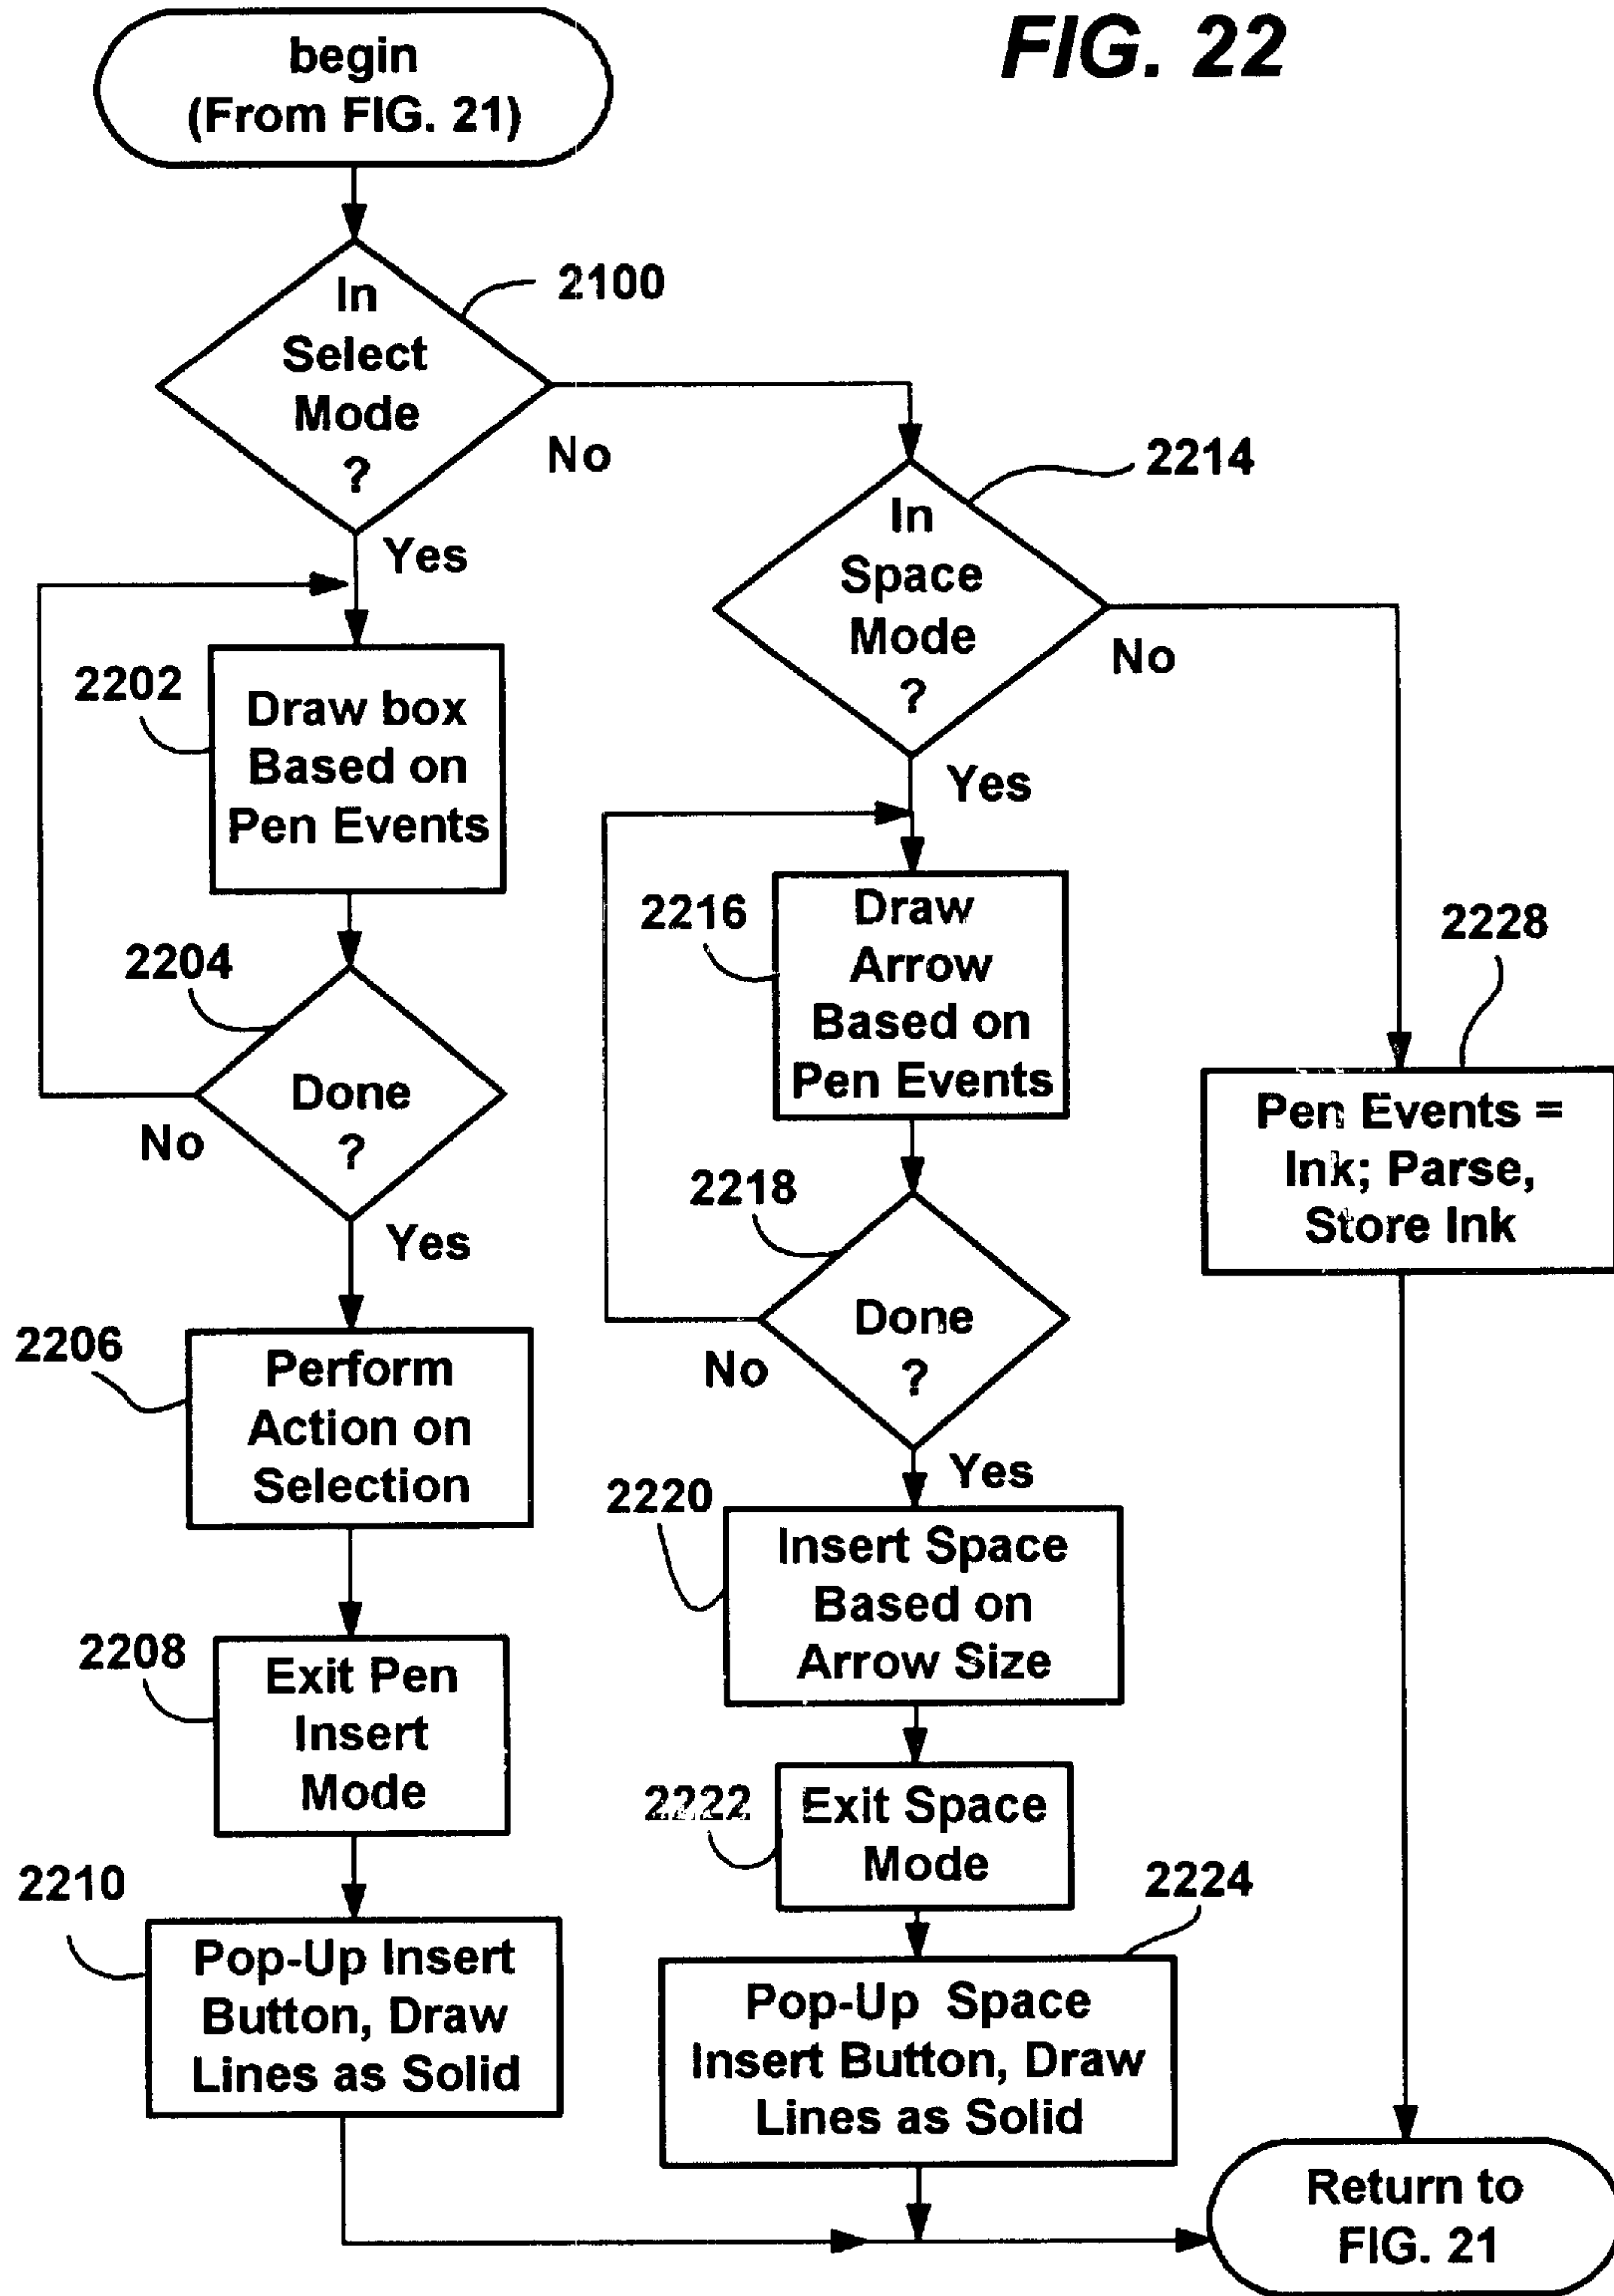 FIG. 22
begin
(From FIG. 21)
In
Select
Mode
?
2100
No
Yes
2214
In
Space
Mode
?
No
Yes
2202
Draw box
Based on
Pen Events
2204
Done
?
No
Yes
2216
Draw
Arrow
Based on
Pen Events
2228
Pen Events =
Ink; Parse,
Store Ink
2218
Done
?
No
Yes
2206
Perform
Action on
Selection
2220
Insert Space
Based on
Arrow Size
2208
Exit Pen
Insert
Mode
2222
Exit Space
Mode
2210
Pop-Up Insert
Button, Draw
Lines as Solid
2224
Pop-Up Space
Insert Button, Draw
Lines as Solid
Return to
FIG. 21